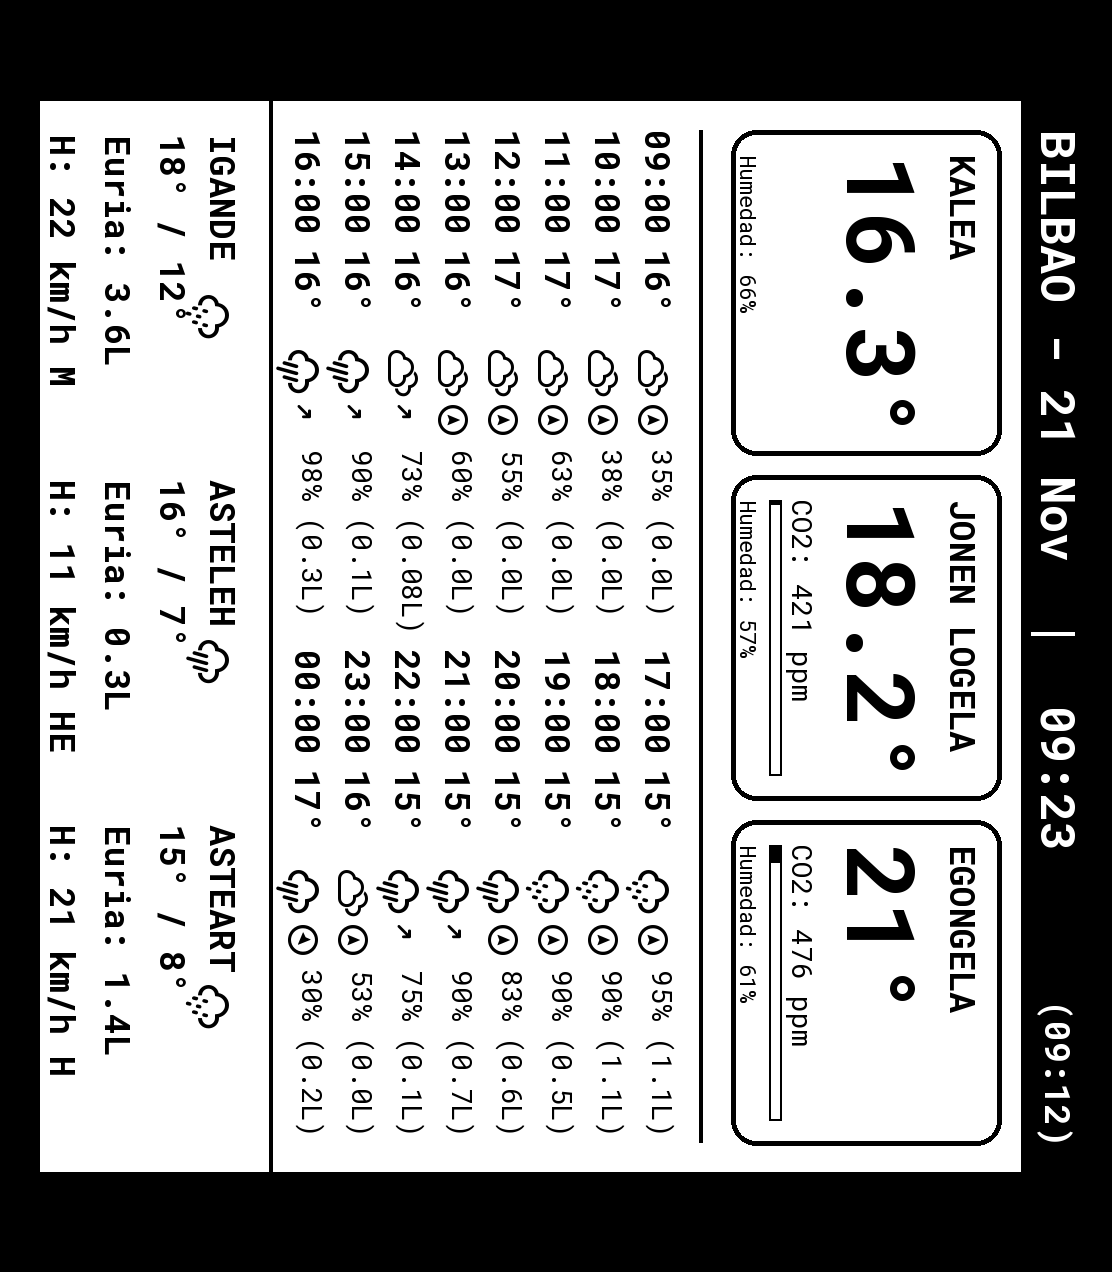 BILBAO - 21 Nov | 09:23 (09:12)
KALEA
16.3°
Humedad: 66%
JONEN LOGELA
18.2°
CO2: 421 ppm
Humedad: 57%
EGONGELA
21°
CO2: 476 ppm
Humedad: 61%
09:00 16° 35% (0.0L)
10:00 17° 38% (0.0L)
11:00 17° 63% (0.0L)
12:00 17° 55% (0.0L)
13:00 16° 60% (0.0L)
14:00 16° 73% (0.08L)
15:00 16° 90% (0.1L)
16:00 16° 98% (0.3L)
17:00 15° 95% (1.1L)
18:00 15° 90% (1.1L)
19:00 15° 90% (0.5L)
20:00 15° 83% (0.6L)
21:00 15° 90% (0.7L)
22:00 15° 75% (0.1L)
23:00 16° 53% (0.0L)
00:00 17° 30% (0.2L)
IGANDE
18° / 12°
Euria: 3.6L
H: 22 km/h M
ASTELEH
16° / 7°
Euria: 0.3L
H: 11 km/h HE
ASTEART
15° / 8°
Euria: 1.4L
H: 21 km/h H